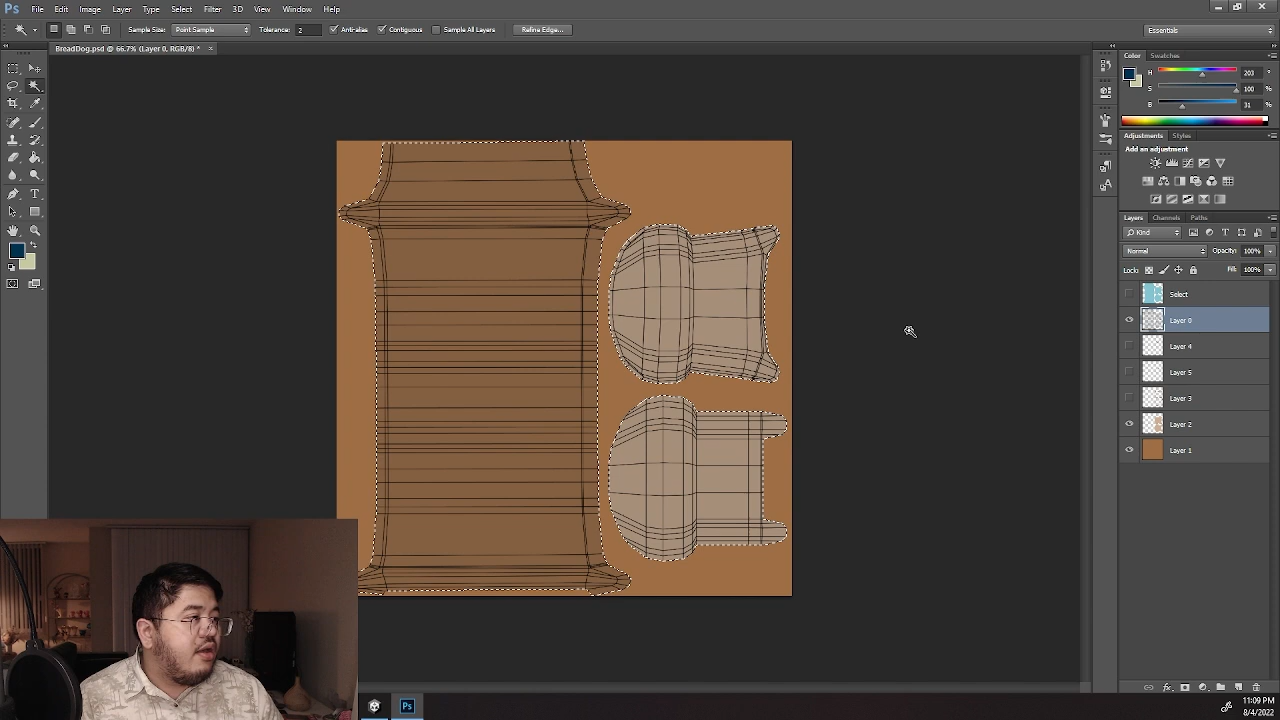 Ps File Edit Image Layer Type Select Filter 3D View Window Help
Sample Size: Point Sample Tolerance: 2 Anti-alias Contiguous Sample All Layers Refine Edge... Essentials
BreadDog.psd @ 66.7% (Layer 0, RGB/8) * ×
Color Swatches
H 203 °
S 100 %
B 31 %
Adjustments Styles
Add an adjustment
Layers Channels Paths
Kind
Normal Opacity: 100%
Lock: Fill: 100%
Select
Layer 0
Layer 4
Layer 5
Layer 3
Layer 2
Layer 1
fx
Ps
11:09 PM
8/4/2022